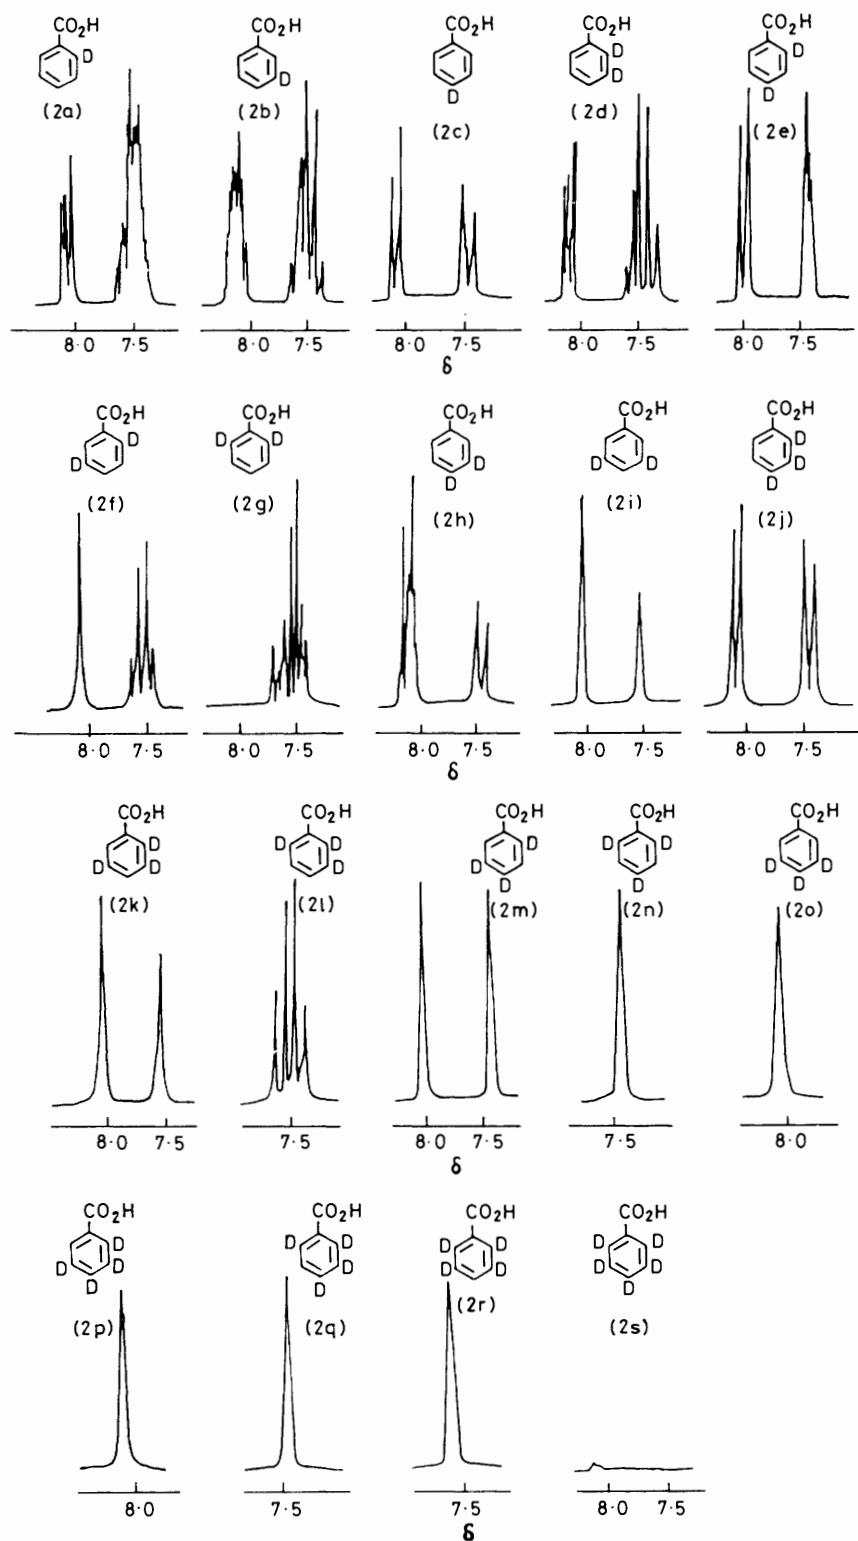 CO₂H CO₂H CO₂H CO₂H CO₂H
D D D
D D
D D
(2a) (2b) (2c) (2d) (2e)
8·0 7·5 8·0 7·5 8·0 7·5 8·0 7·5 8·0 7·5
δ
CO₂H CO₂H CO₂H CO₂H CO₂H
D D D D
D D D D D
D D
(2f) (2g) (2h) (2i) (2j)
8·0 7·5 8·0 7·5 8·0 7·5 8·0 7·5 8·0 7·5
δ
CO₂H CO₂H CO₂H CO₂H CO₂H
D D D D D D
D D D D D D
D D D
(2k) (2l) (2m) (2n) (2o)
8·0 7·5 7·5 8·0 7·5 7·5 8·0
δ
CO₂H CO₂H CO₂H CO₂H
D D D D D D D
D D D D D D D
D D D
(2p) (2q) (2r) (2s)
8·0 7·5 7·5 8·0 7·5
δ